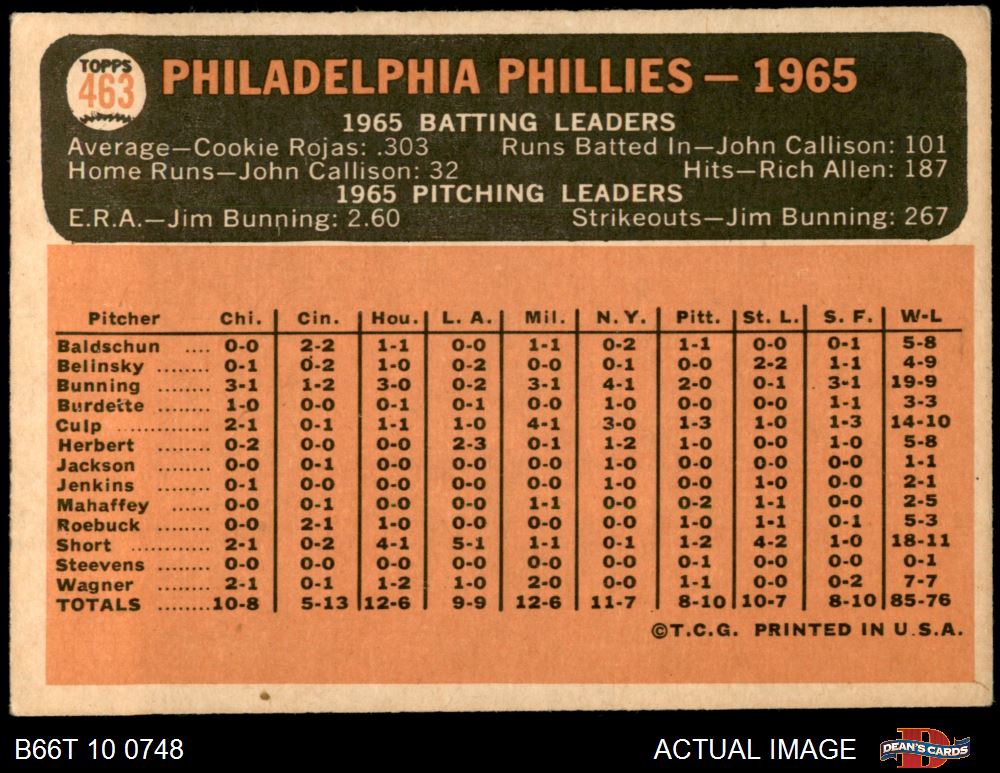 TOPPS
463
PHILADELPHIA PHILLIES — 1965
1965 BATTING LEADERS
Average—Cookie Rojas: .303 Runs Batted In—John Callison: 101
Home Runs—John Callison: 32 Hits—Rich Allen: 187
1965 PITCHING LEADERS
E.R.A.—Jim Bunning: 2.60 Strikeouts—Jim Bunning: 267
Pitcher Chi. Cin. Hou. L. A. Mil. N. Y. Pitt. St. L. S. F. W-L
Baldschun .... 0-0 2-2 1-1 0-0 1-1 0-2 1-1 0-0 0-1 5-8
Belinsky ........ 0-1 0-2 1-0 0-2 0-0 0-1 0-0 2-2 1-1 4-9
Bunning ........ 3-1 1-2 3-0 0-2 3-1 4-1 2-0 0-1 3-1 19-9
Burdette ........ 1-0 0-0 0-1 0-1 0-0 1-0 0-0 0-0 1-1 3-3
Culp .............. 2-1 0-1 1-1 1-0 4-1 3-0 1-3 1-0 1-3 14-10
Herbert ........ 0-2 0-0 0-0 2-3 0-1 1-2 1-0 1-0 0-0 5-8
Jackson ........ 0-0 0-1 0-0 0-0 0-0 1-0 0-0 0-0 0-0 1-1
Jenkins ........ 0-1 0-0 0-0 0-0 0-0 1-0 0-0 1-0 0-0 2-1
Mahaffey ........ 0-0 0-1 0-0 0-0 1-1 0-0 0-2 1-1 0-0 2-5
Roebuck ........ 0-0 2-1 1-0 0-0 0-0 0-0 1-0 1-1 0-1 5-3
Short ............ 2-1 0-2 4-1 5-1 1-1 0-1 1-2 4-2 1-0 18-11
Steevens ........ 0-0 0-0 0-0 0-0 0-0 0-0 0-1 0-0 0-0 0-1
Wagner ........ 2-1 0-1 1-2 1-0 2-0 0-0 1-1 0-0 0-2 7-7
TOTALS ........ 10-8 5-13 12-6 9-9 12-6 11-7 8-10 10-7 8-10 85-76
©T.C.G. PRINTED IN U.S.A.
B66T 10 0748 ACTUAL IMAGE DEAN'S CARDS